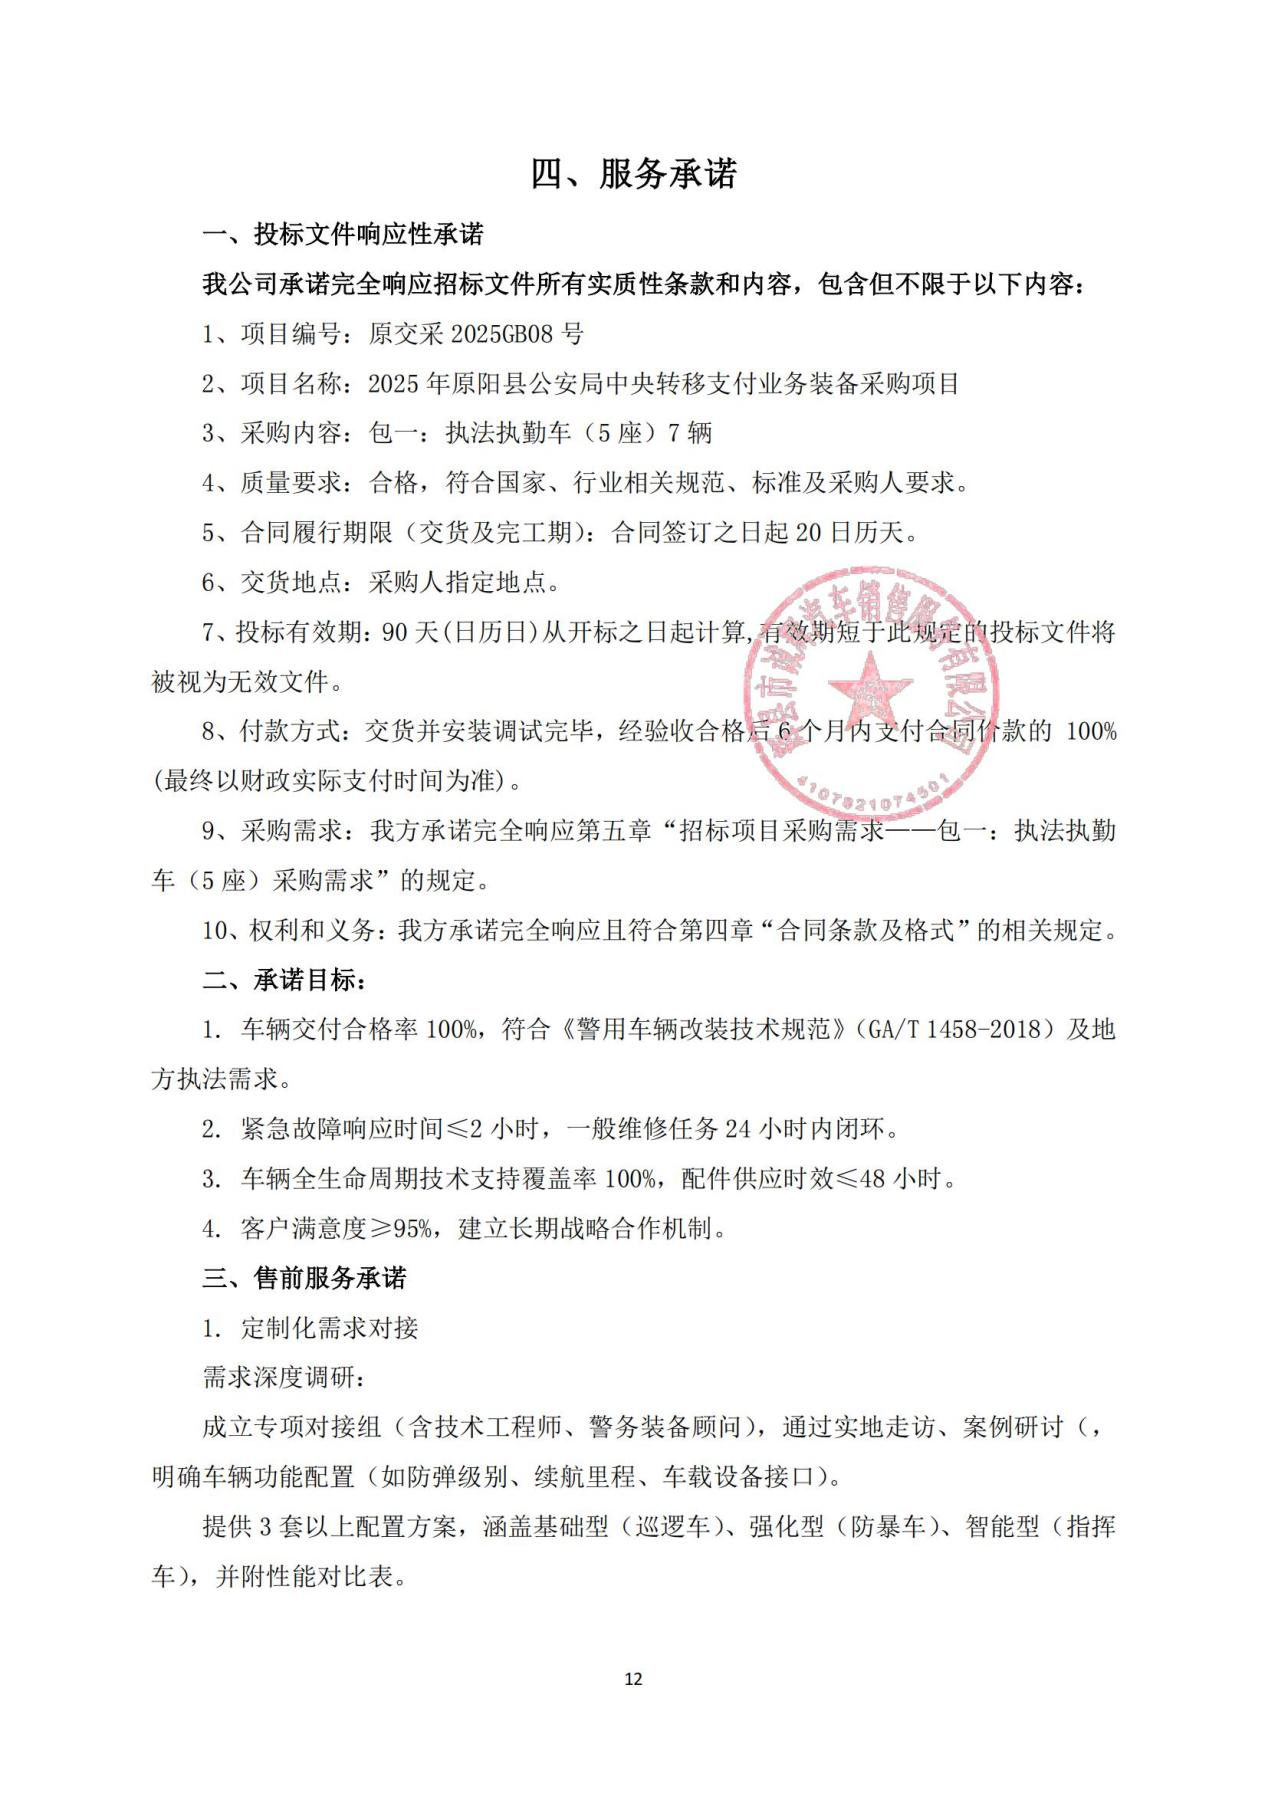 四、服务承诺
一、投标文件响应性承诺
我公司承诺完全响应招标文件所有实质性条款和内容，包含但不限于以下内容：
1、项目编号：原交采 2025GB08 号
2、项目名称：2025 年原阳县公安局中央转移支付业务装备采购项目
3、采购内容：包一：执法执勤车（5 座）7 辆
4、质量要求：合格，符合国家、行业相关规范、标准及采购人要求。
5、合同履行期限（交货及完工期）：合同签订之日起 20 日历天。
6、交货地点：采购人指定地点。
7、投标有效期：90 天(日历日)从开标之日起计算,有效期短于此规定的投标文件将
被视为无效文件。
8、付款方式：交货并安装调试完毕，经验收合格后 6 个月内支付合同价款的 100%
(最终以财政实际支付时间为准)。
9、采购需求：我方承诺完全响应第五章“招标项目采购需求——包一：执法执勤
车（5 座）采购需求”的规定。
10、权利和义务：我方承诺完全响应且符合第四章“合同条款及格式”的相关规定。
二、承诺目标：
1. 车辆交付合格率 100%，符合《警用车辆改装技术规范》（GA/T 1458-2018）及地
方执法需求。
2. 紧急故障响应时间≤2 小时，一般维修任务 24 小时内闭环。
3. 车辆全生命周期技术支持覆盖率 100%，配件供应时效≤48 小时。
4. 客户满意度≥95%，建立长期战略合作机制。
三、售前服务承诺
1. 定制化需求对接
需求深度调研：
成立专项对接组（含技术工程师、警务装备顾问），通过实地走访、案例研讨（，
明确车辆功能配置（如防弹级别、续航里程、车载设备接口）。
提供 3 套以上配置方案，涵盖基础型（巡逻车）、强化型（防暴车）、智能型（指挥
车），并附性能对比表。
汽车销售服务有限公司
4107821074501
12